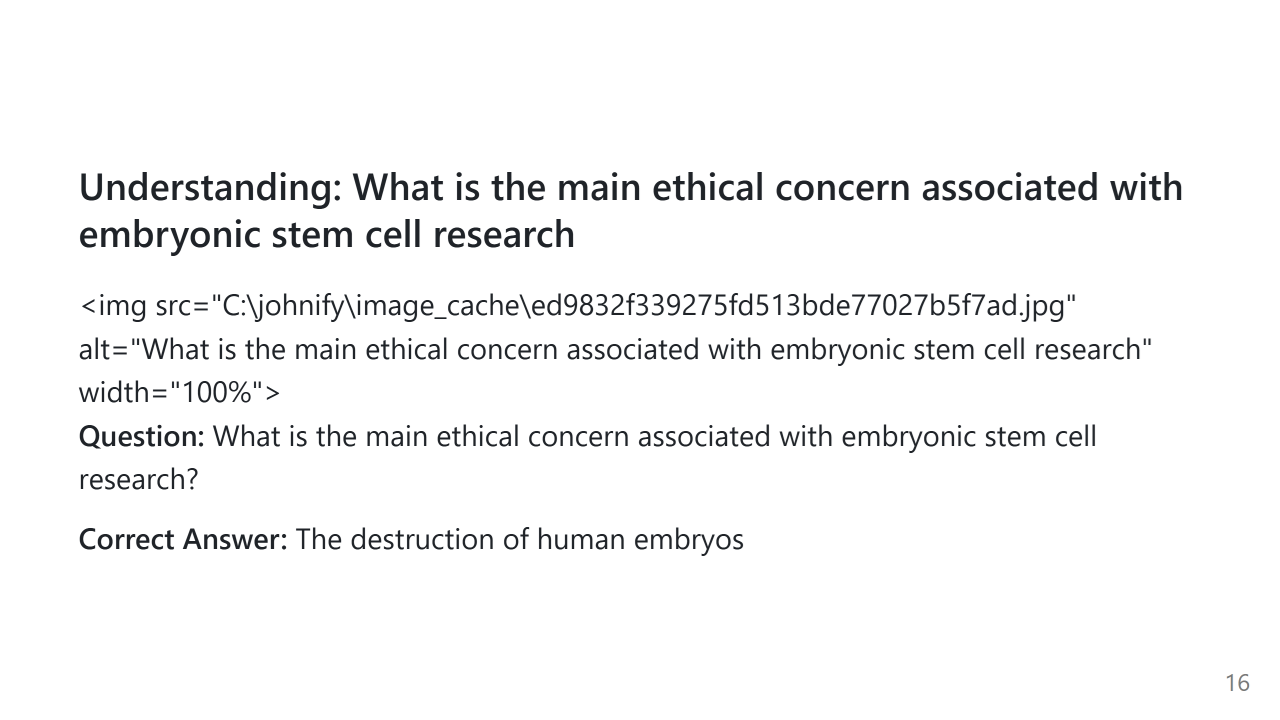 Understanding: What is the main ethical concern associated with
embryonic stem cell research
<img src="C:\johnify\image_cache\ed9832f339275fd513bde77027b5f7ad.jpg"
alt="What is the main ethical concern associated with embryonic stem cell research"
width="100%">
Question: What is the main ethical concern associated with embryonic stem cell
research?
Correct Answer: The destruction of human embryos
16